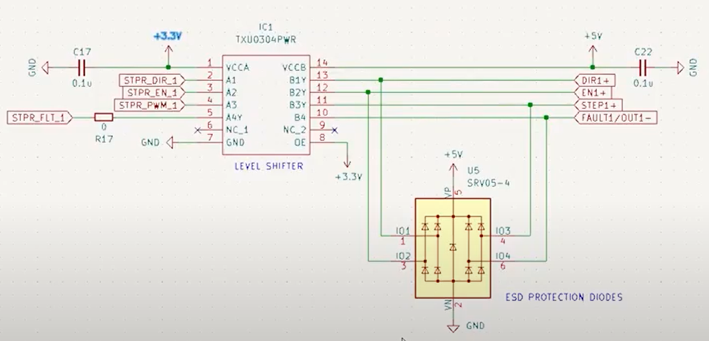 IC1
TXU0304PWR
C17
+3.3V
+5V
C22
GND
0.1u
1 VCCA VCCB 14
0.1u
GND
STPR_DIR_1 2 A1 B1Y 13 DIR1+
STPR_EN_1 3 A2 B2Y 12 EN1+
STPR_PWM_1 4 A3 B3Y 11 STEP1+
STPR_FLT_1 0 5 A4Y B4 10 FAULT1/OUT1-
R17
6 NC_1 NC_2 9
GND 7 GND OE 8
LEVEL SHIFTER
+3.3V
+5V
U5
SRV05-4
VP 5
IO1 1
IO3 4
IO2 3
IO4 6
VN 2
ESD PROTECTION DIODES
GND